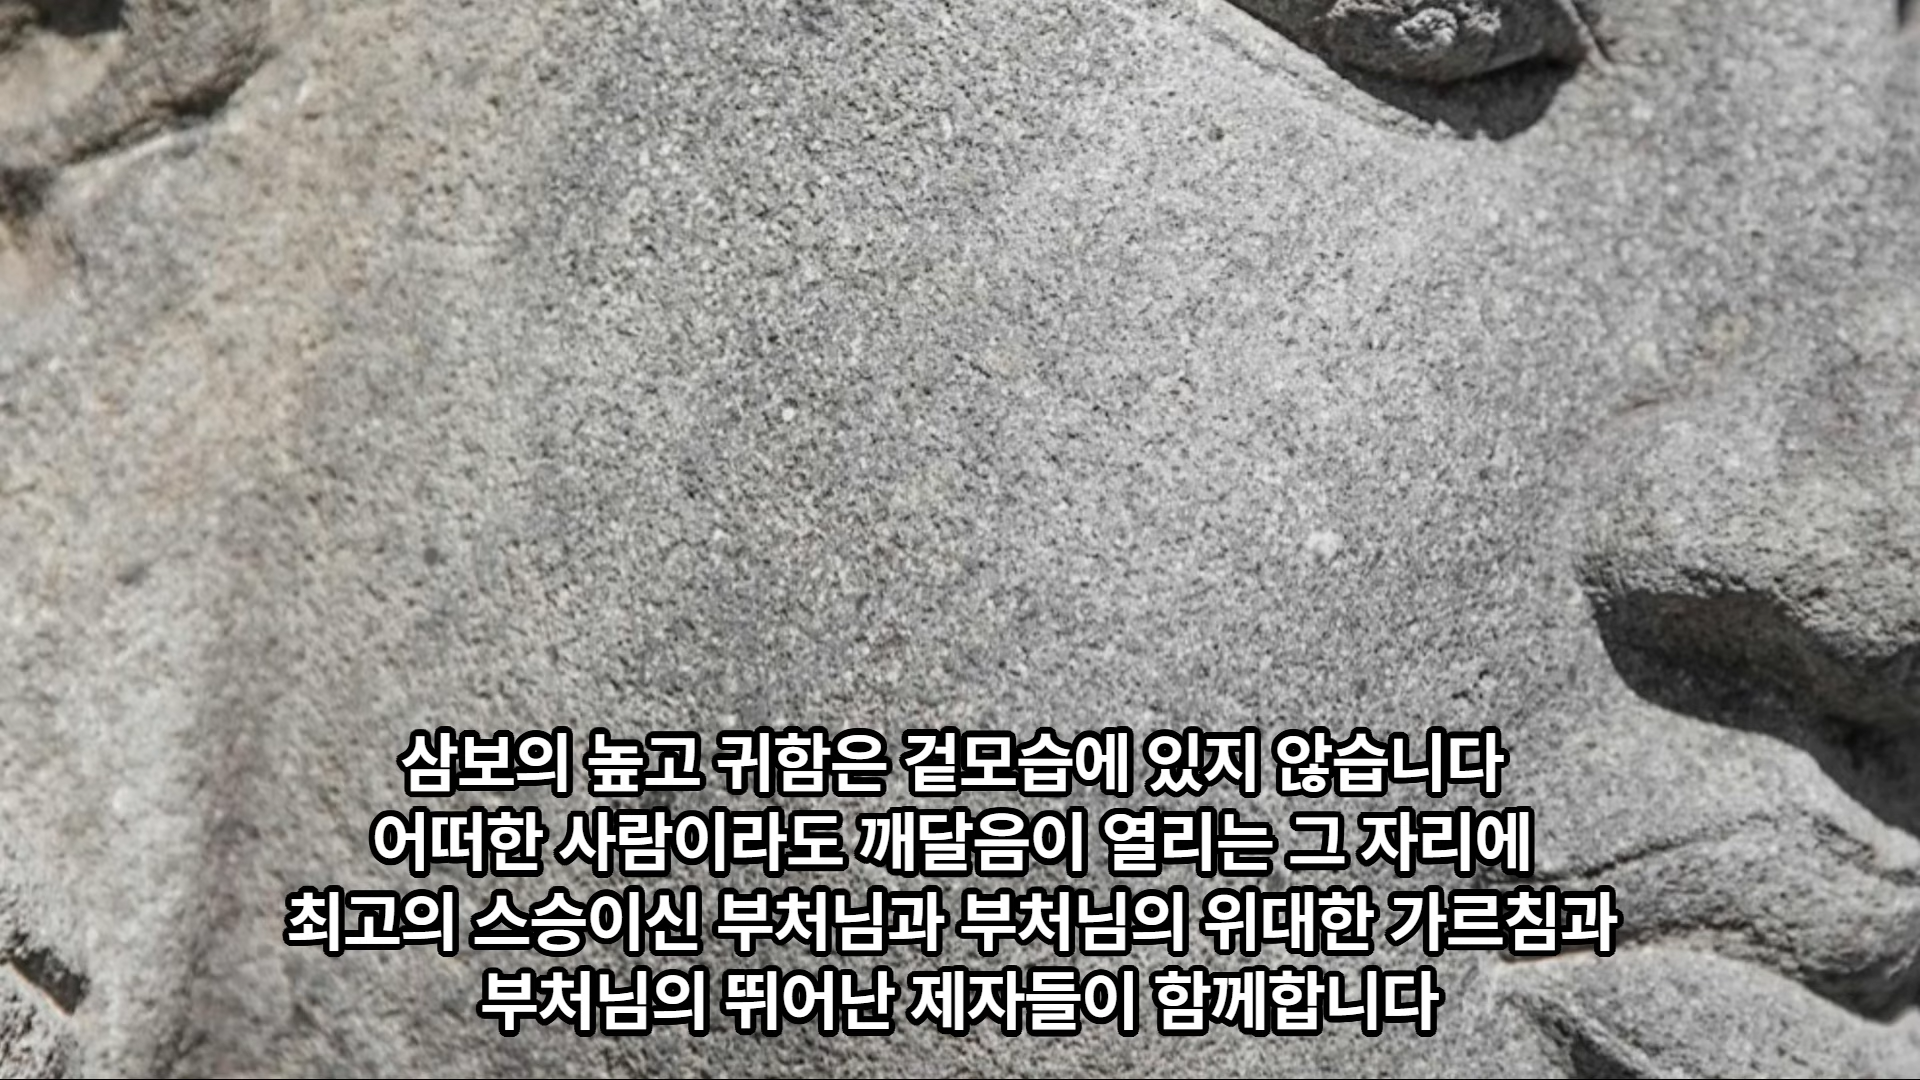 삼보의 높고 귀함은 겉모습에 있지 않습니다
어떠한 사람이라도 깨달음이 열리는 그 자리에
최고의 스승이신 부처님과 부처님의 위대한 가르침과
부처님의 뛰어난 제자들이 함께합니다